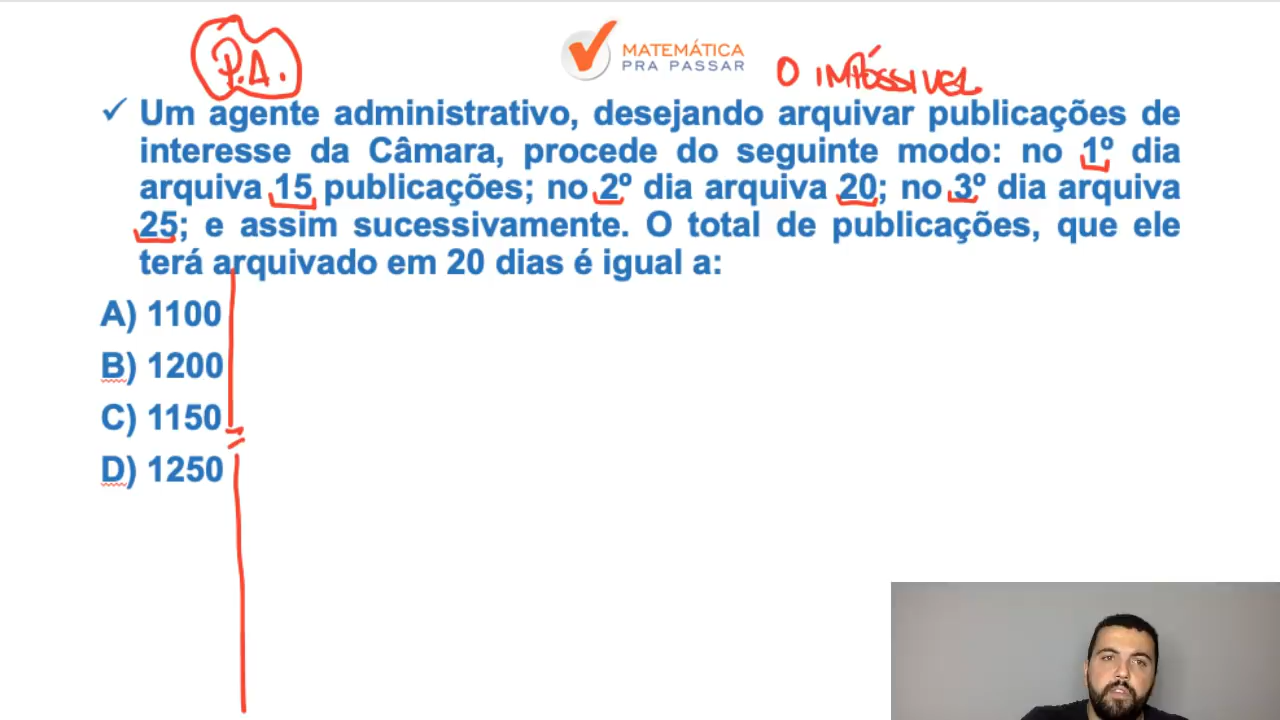 P.A.
MATEMÁTICA
PRA PASSAR
O IMPÓSSIVEL
✓ Um agente administrativo, desejando arquivar publicações de
interesse da Câmara, procede do seguinte modo: no 1º dia
arquiva 15 publicações; no 2º dia arquiva 20; no 3º dia arquiva
25; e assim sucessivamente. O total de publicações, que ele
terá arquivado em 20 dias é igual a:
A) 1100
B) 1200
C) 1150
D) 1250